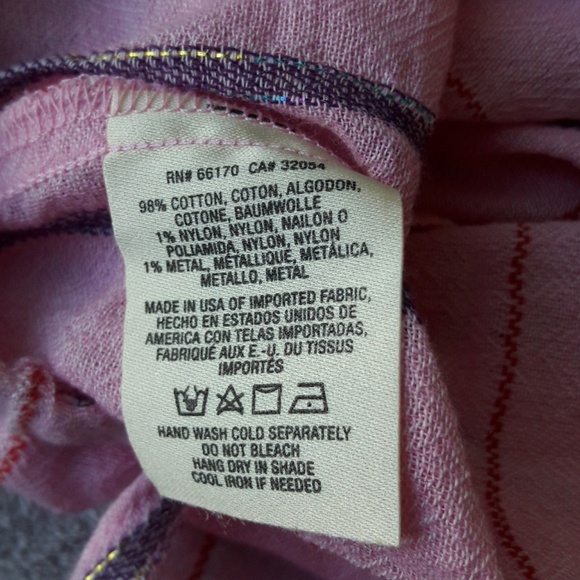 RN# 66170 CA# 32054
98% COTTON, COTON, ALGODON,
COTONE, BAUMWOLLE
1% NYLON, NYLON, NAILON O
POLIAMIDA, NYLON, NYLON
1% METAL, MÉTALLIQUE, METÁLICA,
METALLO, METAL
MADE IN USA OF IMPORTED FABRIC,
HECHO EN ESTADOS UNIDOS DE
AMERICA CON TELAS IMPORTADAS,
FABRIQUÉ AUX E.-U. DU TISSUS
IMPORTÉS
HAND WASH COLD SEPARATELY
DO NOT BLEACH
HANG DRY IN SHADE
COOL IRON IF NEEDED